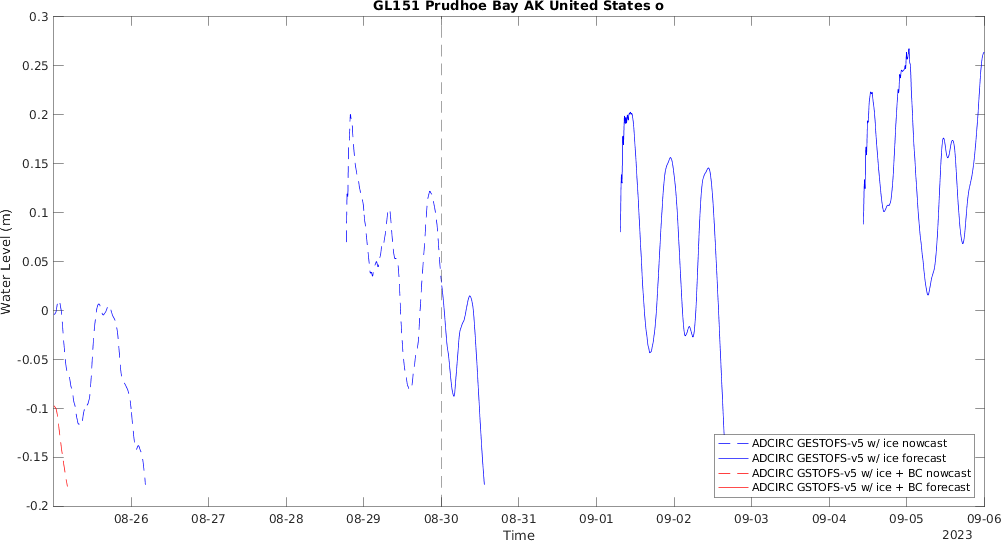 GL151 Prudhoe Bay AK United States o
0.3
0.25
0.2
0.15
0.1
0.05
0
-0.05
-0.1
-0.15
-0.2
Water Level (m)
ADCIRC GESTOFS-v5 w/ ice nowcast
ADCIRC GESTOFS-v5 w/ ice forecast
ADCIRC GSTOFS-v5 w/ ice + BC nowcast
ADCIRC GSTOFS-v5 w/ ice + BC forecast
08-26 08-27 08-28 08-29 08-30 08-31 09-01 09-02 09-03 09-04 09-05 09-06
Time
2023